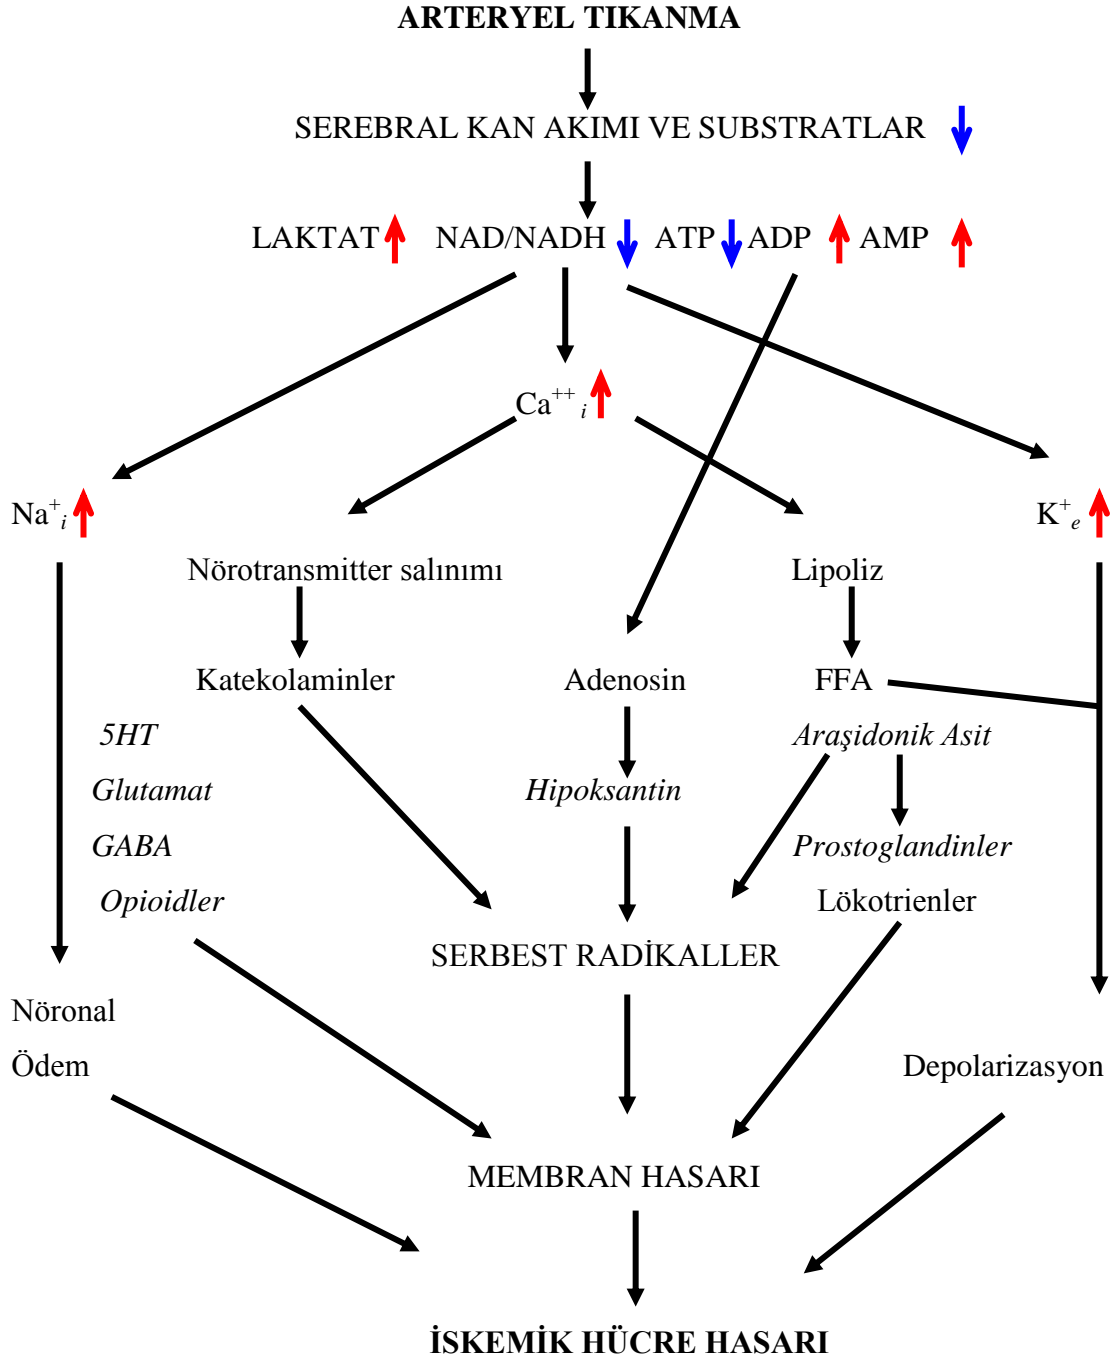 ARTERYEL TIKANMA
SEREBRAL KAN AKIMI VE SUBSTRATLAR
LAKTAT NAD/NADH ATP ADP AMP
Ca++ i
Na+i K+e
Nörotransmitter salınımı Lipoliz
Katekolaminler Adenosin FFA
5HT Araşidonik Asit
Glutamat Hipoksantin
GABA Prostoglandinler
Opioidler Lökotrienler
SERBEST RADİKALLER
Nöronal
Ödem Depolarizasyon
MEMBRAN HASARI
İSKEMİK HÜCRE HASARI